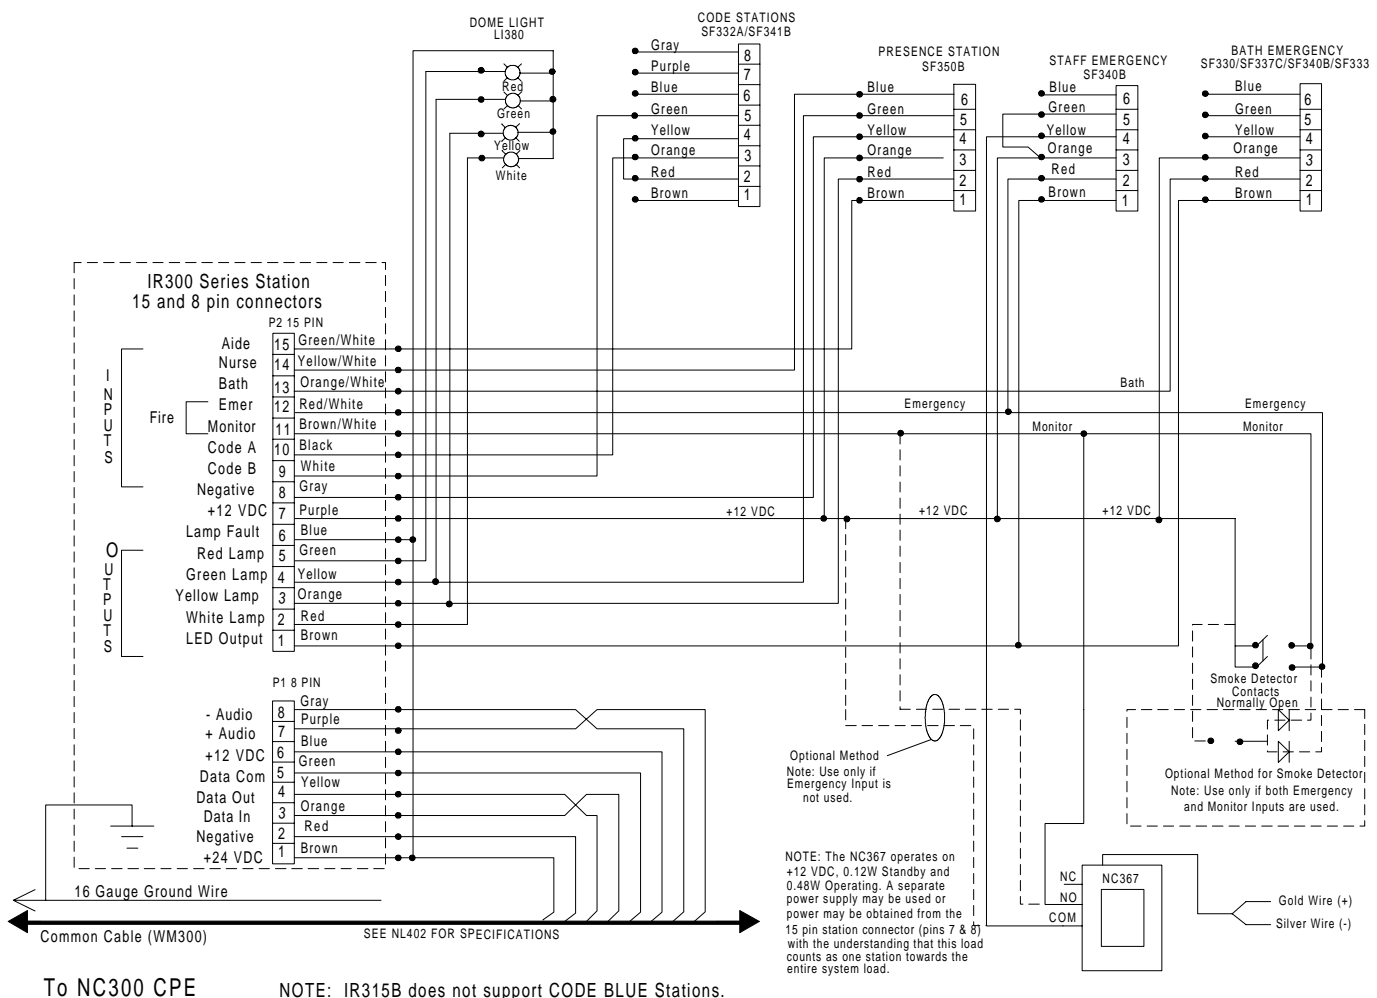 DOME LIGHT
LI380
Red
Green
Yellow
White
CODE STATIONS
SF332A/SF341B
Gray 8
Purple 7
Blue 6
Green 5
Yellow 4
Orange 3
Red 2
Brown 1
PRESENCE STATION
SF350B
Blue 6
Green 5
Yellow 4
Orange 3
Red 2
Brown 1
STAFF EMERGENCY
SF340B
Blue 6
Green 5
Yellow 4
Orange 3
Red 2
Brown 1
BATH EMERGENCY
SF330/SF337C/SF340B/SF333
Blue 6
Green 5
Yellow 4
Orange 3
Red 2
Brown 1
IR300 Series Station
15 and 8 pin connectors
P2 15 PIN
INPUTS
Fire
Aide 15 Green/White
Nurse 14 Yellow/White
Bath 13 Orange/White
Emer 12 Red/White
Monitor 11 Brown/White
Code A 10 Black
Code B 9 White
Negative 8 Gray
+12 VDC 7 Purple
Lamp Fault 6 Blue
OUTPUTS
Red Lamp 5 Green
Green Lamp 4 Yellow
Yellow Lamp 3 Orange
White Lamp 2 Red
LED Output 1 Brown
Bath
Emergency
Emergency
Monitor
Monitor
+12 VDC
+12 VDC
+12 VDC
P1 8 PIN
- Audio 8 Gray
+ Audio 7 Purple
+12 VDC 6 Blue
Data Com 5 Green
Data Out 4 Yellow
Data In 3 Orange
Negative 2 Red
+24 VDC 1 Brown
Smoke Detector
Contacts
Normally Open
Optional Method
Note: Use only if
Emergency Input is
not used.
Optional Method for Smoke Detector
Note: Use only if both Emergency
and Monitor Inputs are used.
NOTE: The NC367 operates on
+12 VDC, 0.12W Standby and
0.48W Operating. A separate
power supply may be used or
power may be obtained from the
15 pin station connector (pins 7 & 8)
with the understanding that this load
counts as one station towards the
entire system load.
NC
NO
COM
NC367
Gold Wire (+)
Silver Wire (-)
16 Gauge Ground Wire
Common Cable (WM300)
SEE NL402 FOR SPECIFICATIONS
To NC300 CPE
NOTE: IR315B does not support CODE BLUE Stations.